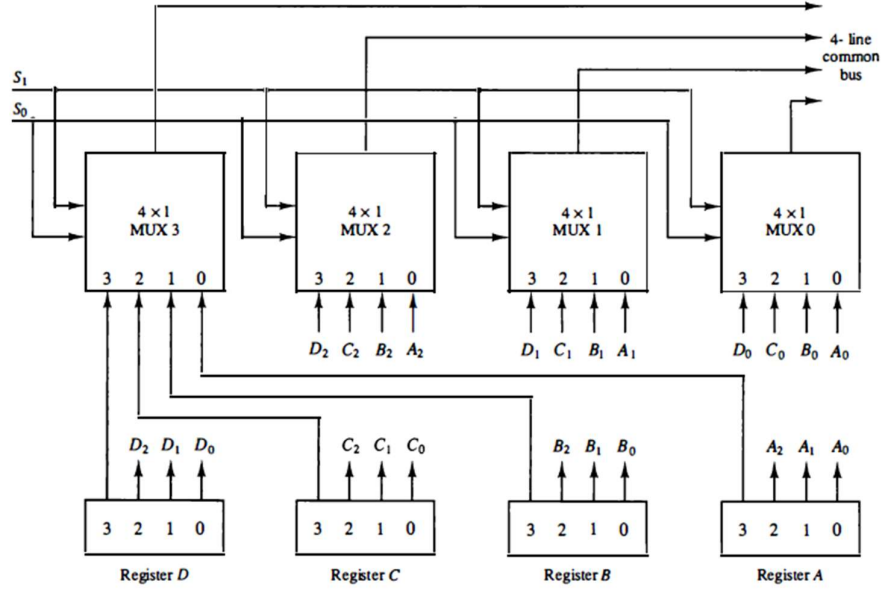 4- line
common
bus
S₁
S₀
4 × 1
MUX 3
3 2 1 0
4 × 1
MUX 2
3 2 1 0
D₂ C₂ B₂ A₂
4 × 1
MUX 1
3 2 1 0
D₁ C₁ B₁ A₁
4 × 1
MUX 0
3 2 1 0
D₀ C₀ B₀ A₀
D₂ D₁ D₀
3 2 1 0
Register D
C₂ C₁ C₀
3 2 1 0
Register C
B₂ B₁ B₀
3 2 1 0
Register B
A₂ A₁ A₀
3 2 1 0
Register A